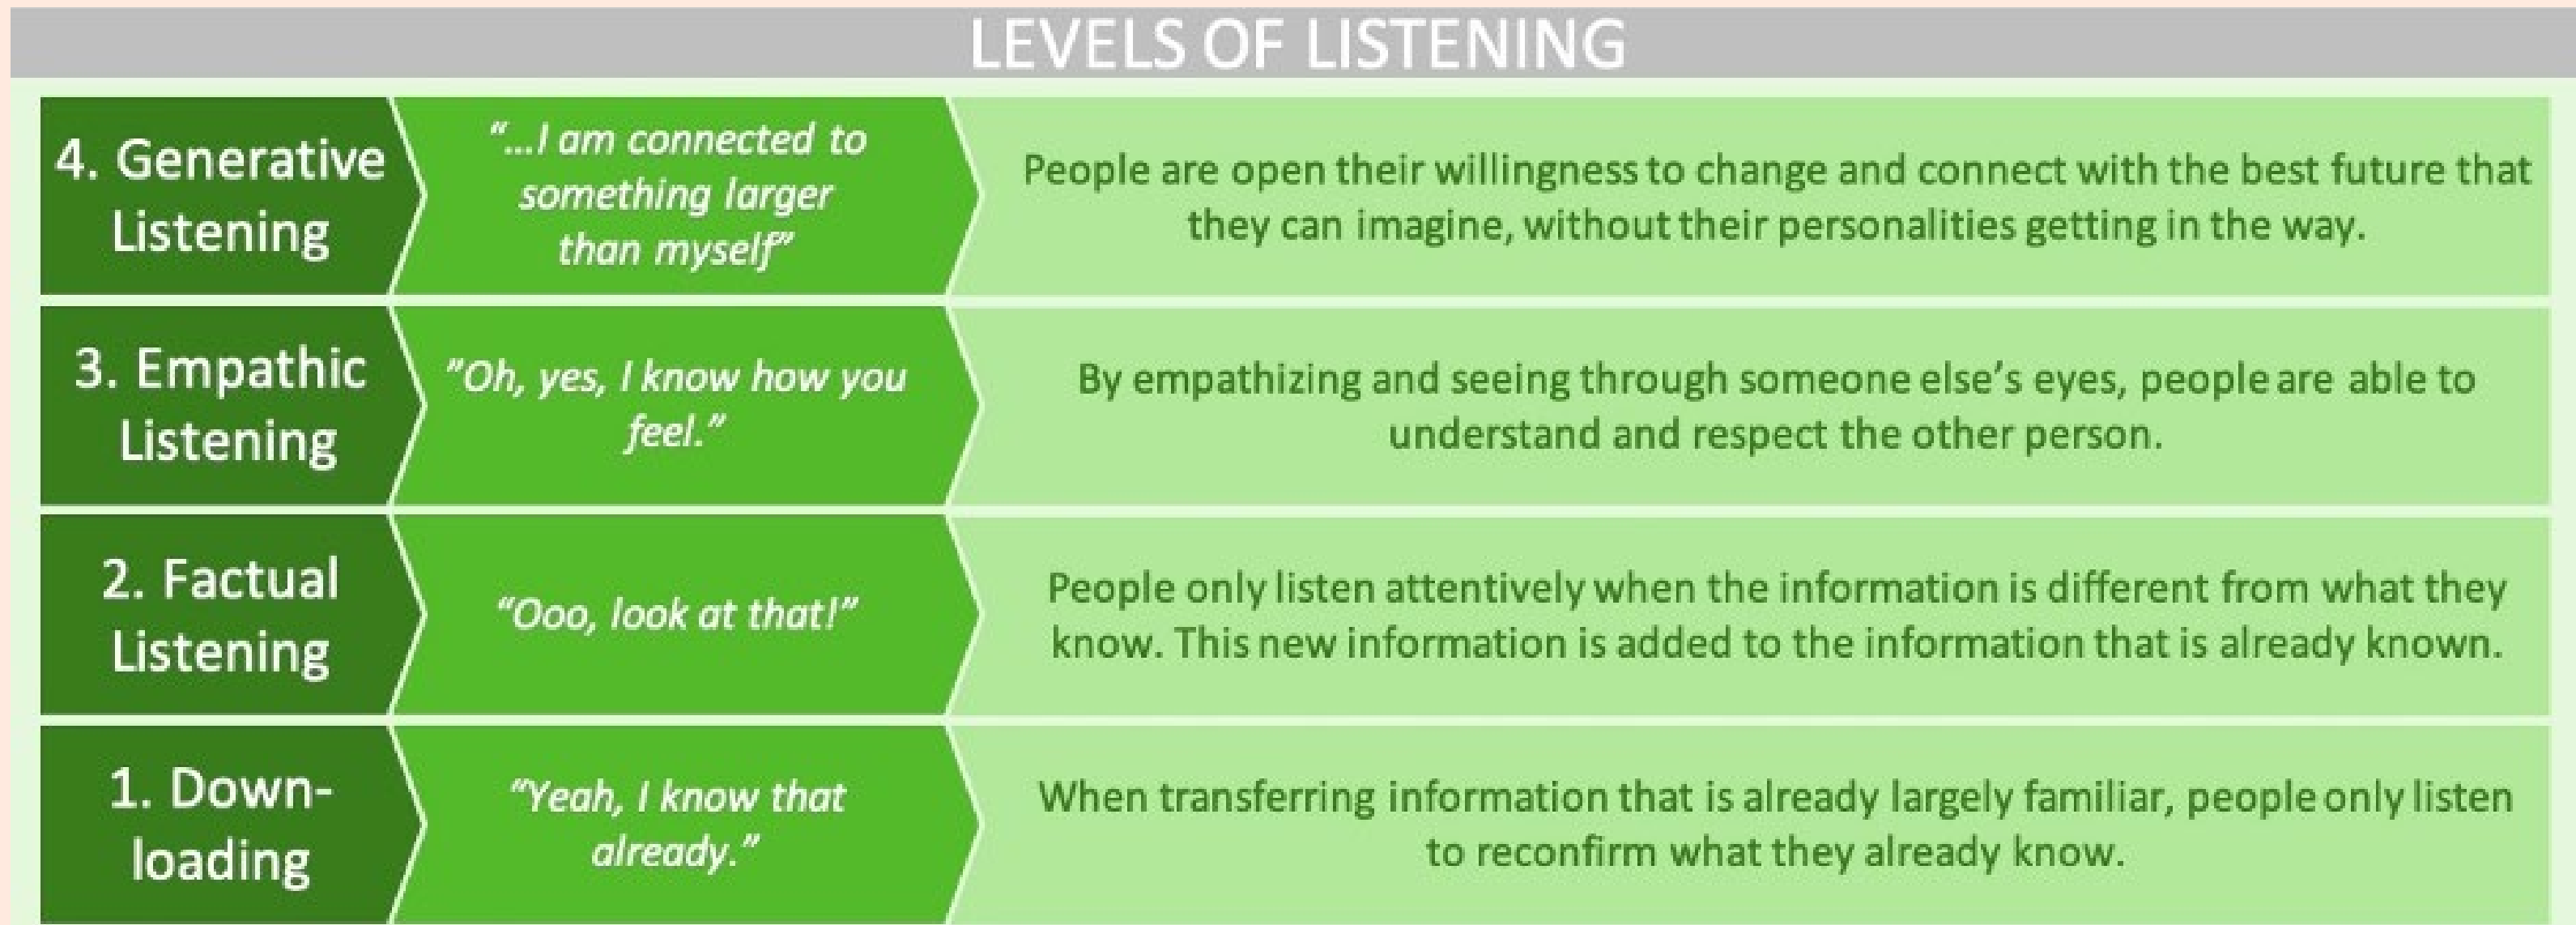 LEVELS OF LISTENING
4. Generative
Listening
"...I am connected to
something larger
than myself"
People are open their willingness to change and connect with the best future that
they can imagine, without their personalities getting in the way.
3. Empathic
Listening
"Oh, yes, I know how you
feel."
By empathizing and seeing through someone else's eyes, people are able to
understand and respect the other person.
2. Factual
Listening
"Ooo, look at that!"
People only listen attentively when the information is different from what they
know. This new information is added to the information that is already known.
1. Down-
loading
"Yeah, I know that
already."
When transferring information that is already largely familiar, people only listen
to reconfirm what they already know.